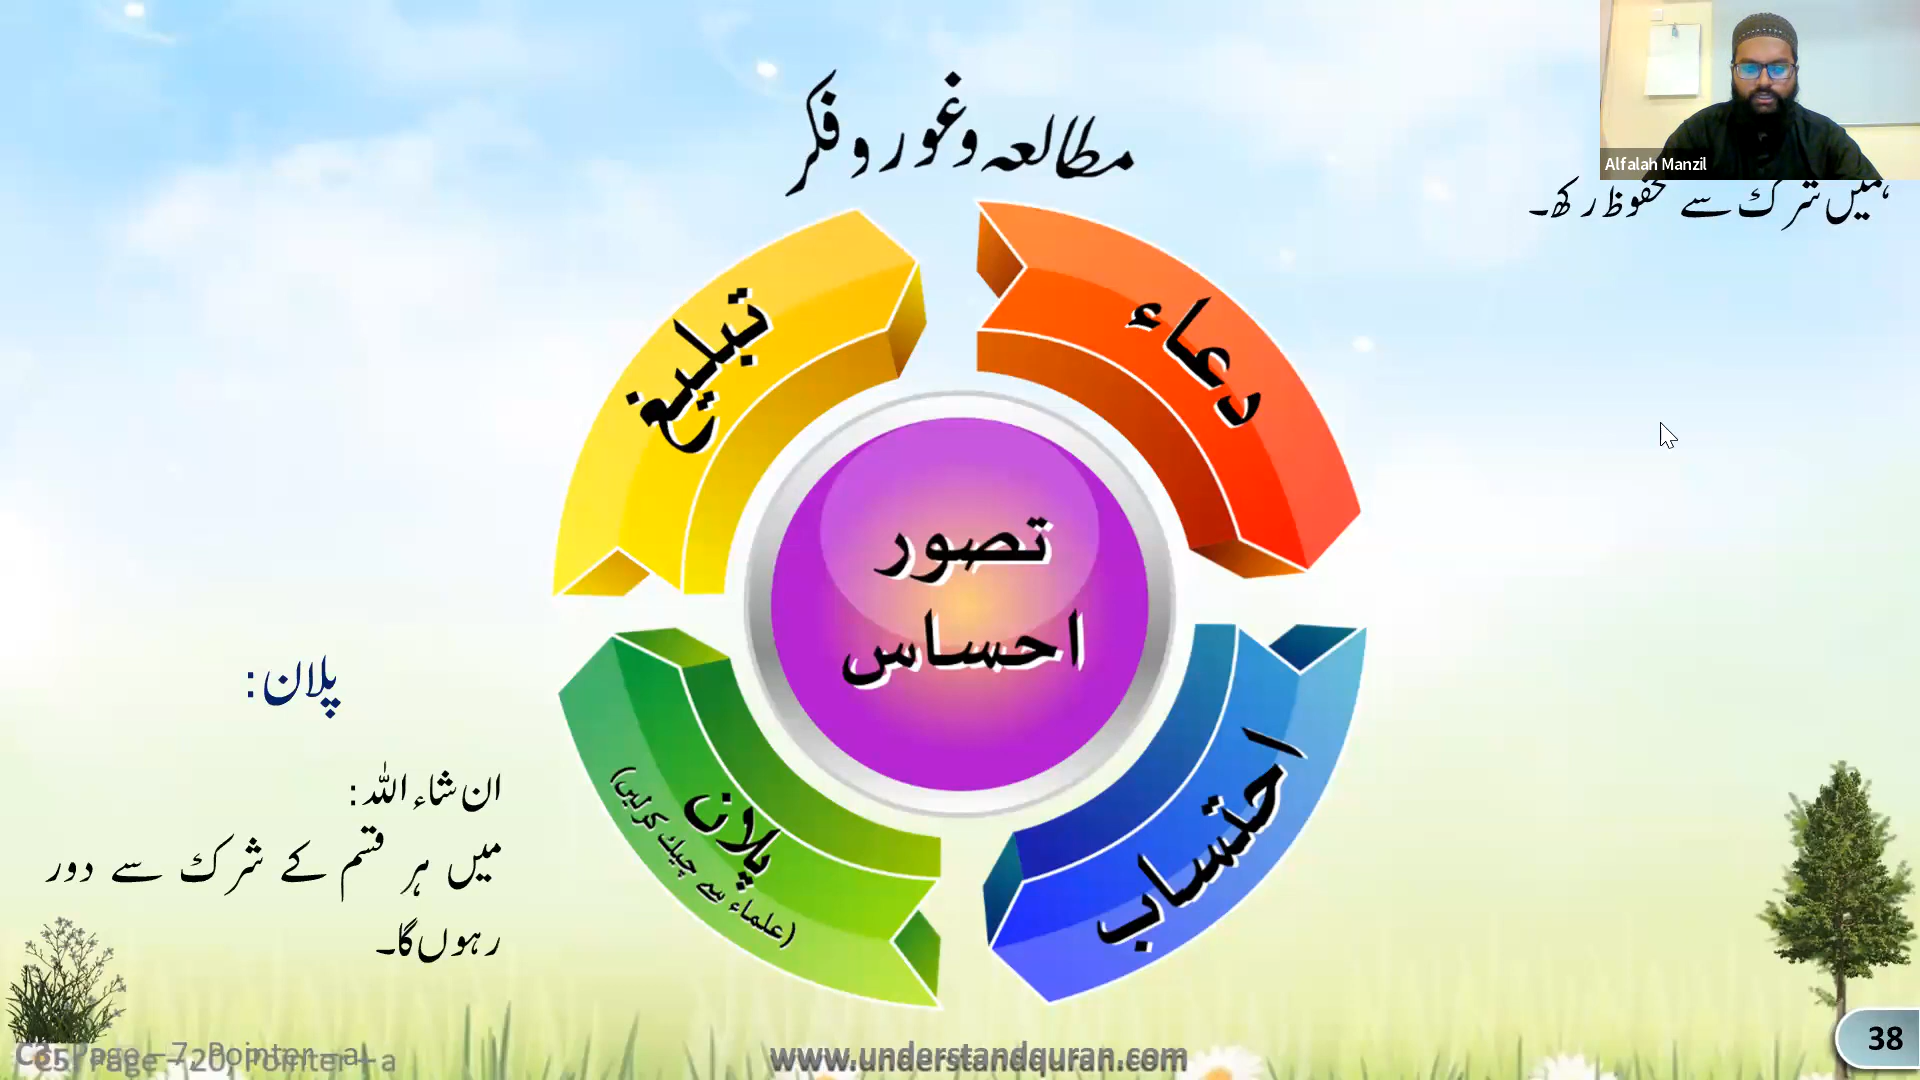 Alfalah Manzil
مطالعہ وغور و فکر
ہمیں شرک سے محفوظ رکھ۔
دعاء
تبلیغ
تصور
احساس
احتساب
پلان
(علماء سے چیک کرلیں)
پلان:
ان شاء اللہ:
میں ہر قسم کے شرک سے دور
رہوں گا۔
www.understandquran.com
38